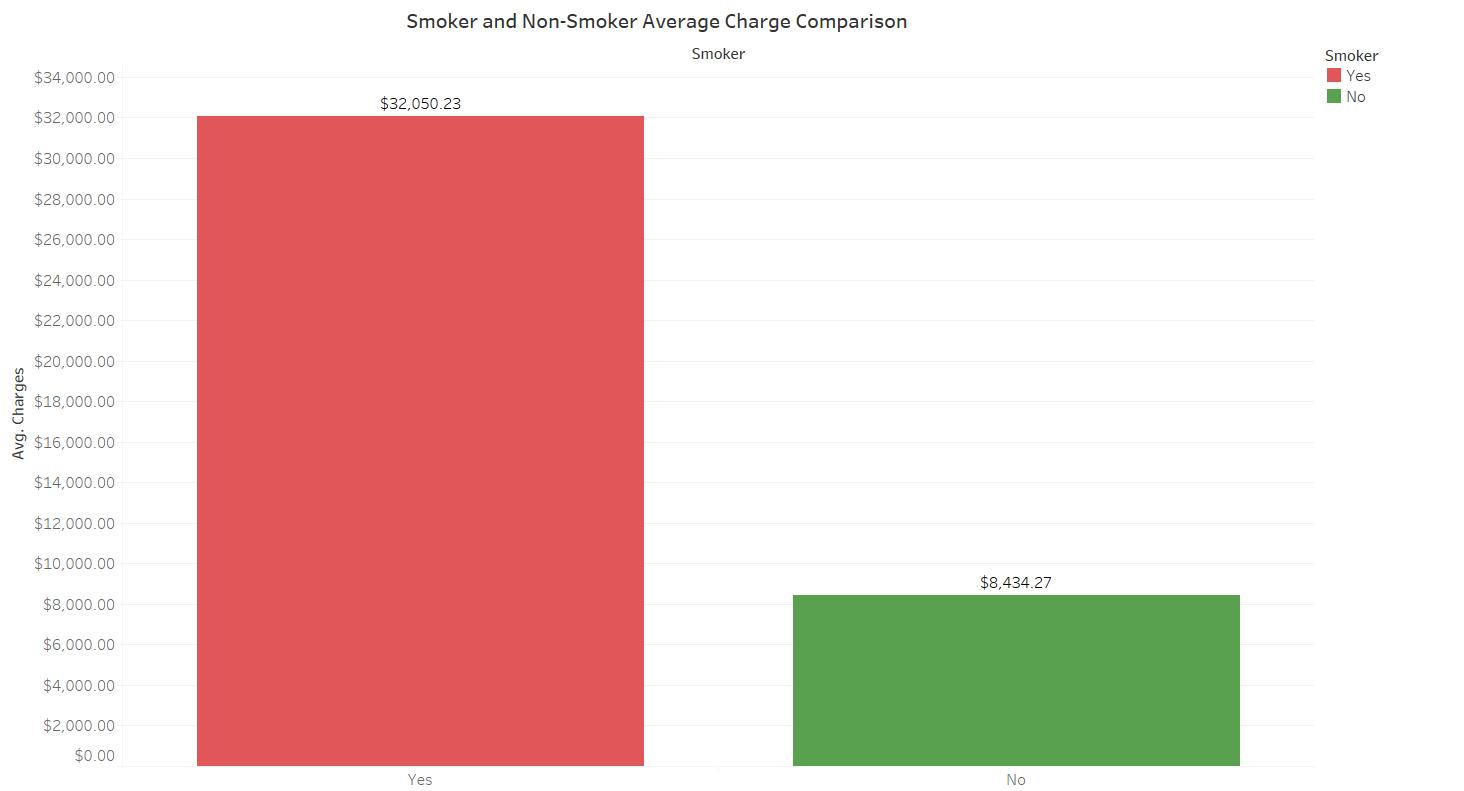 Smoker and Non-Smoker Average Charge Comparison
Smoker
Smoker
Yes
No
$34,000.00
$32,000.00
$30,000.00
$28,000.00
$26,000.00
$24,000.00
$22,000.00
$20,000.00
$18,000.00
$16,000.00
$14,000.00
$12,000.00
$10,000.00
$8,000.00
$6,000.00
$4,000.00
$2,000.00
$0.00
Avg. Charges
$32,050.23
$8,434.27
Yes
No